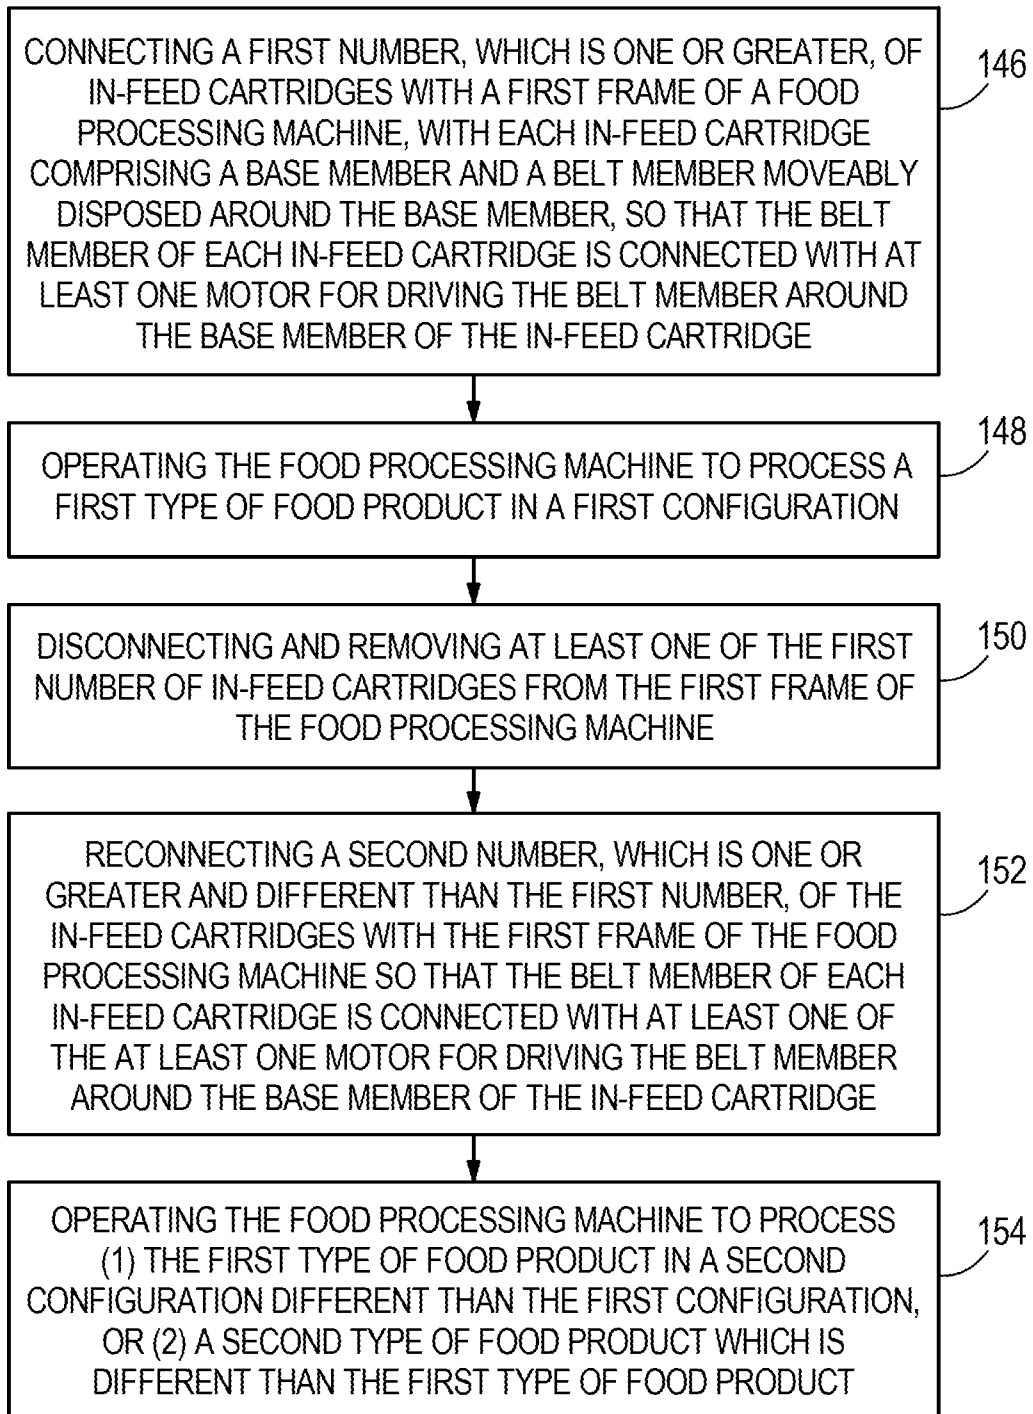 CONNECTING A FIRST NUMBER, WHICH IS ONE OR GREATER, OF
IN-FEED CARTRIDGES WITH A FIRST FRAME OF A FOOD
PROCESSING MACHINE, WITH EACH IN-FEED CARTRIDGE
COMPRISING A BASE MEMBER AND A BELT MEMBER MOVEABLY
DISPOSED AROUND THE BASE MEMBER, SO THAT THE BELT
MEMBER OF EACH IN-FEED CARTRIDGE IS CONNECTED WITH AT
LEAST ONE MOTOR FOR DRIVING THE BELT MEMBER AROUND
THE BASE MEMBER OF THE IN-FEED CARTRIDGE
146
OPERATING THE FOOD PROCESSING MACHINE TO PROCESS A
FIRST TYPE OF FOOD PRODUCT IN A FIRST CONFIGURATION
148
DISCONNECTING AND REMOVING AT LEAST ONE OF THE FIRST
NUMBER OF IN-FEED CARTRIDGES FROM THE FIRST FRAME OF
THE FOOD PROCESSING MACHINE
150
RECONNECTING A SECOND NUMBER, WHICH IS ONE OR
GREATER AND DIFFERENT THAN THE FIRST NUMBER, OF THE
IN-FEED CARTRIDGES WITH THE FIRST FRAME OF THE FOOD
PROCESSING MACHINE SO THAT THE BELT MEMBER OF EACH
IN-FEED CARTRIDGE IS CONNECTED WITH AT LEAST ONE OF
THE AT LEAST ONE MOTOR FOR DRIVING THE BELT MEMBER
AROUND THE BASE MEMBER OF THE IN-FEED CARTRIDGE
152
OPERATING THE FOOD PROCESSING MACHINE TO PROCESS
(1) THE FIRST TYPE OF FOOD PRODUCT IN A SECOND
CONFIGURATION DIFFERENT THAN THE FIRST CONFIGURATION,
OR (2) A SECOND TYPE OF FOOD PRODUCT WHICH IS
DIFFERENT THAN THE FIRST TYPE OF FOOD PRODUCT
154